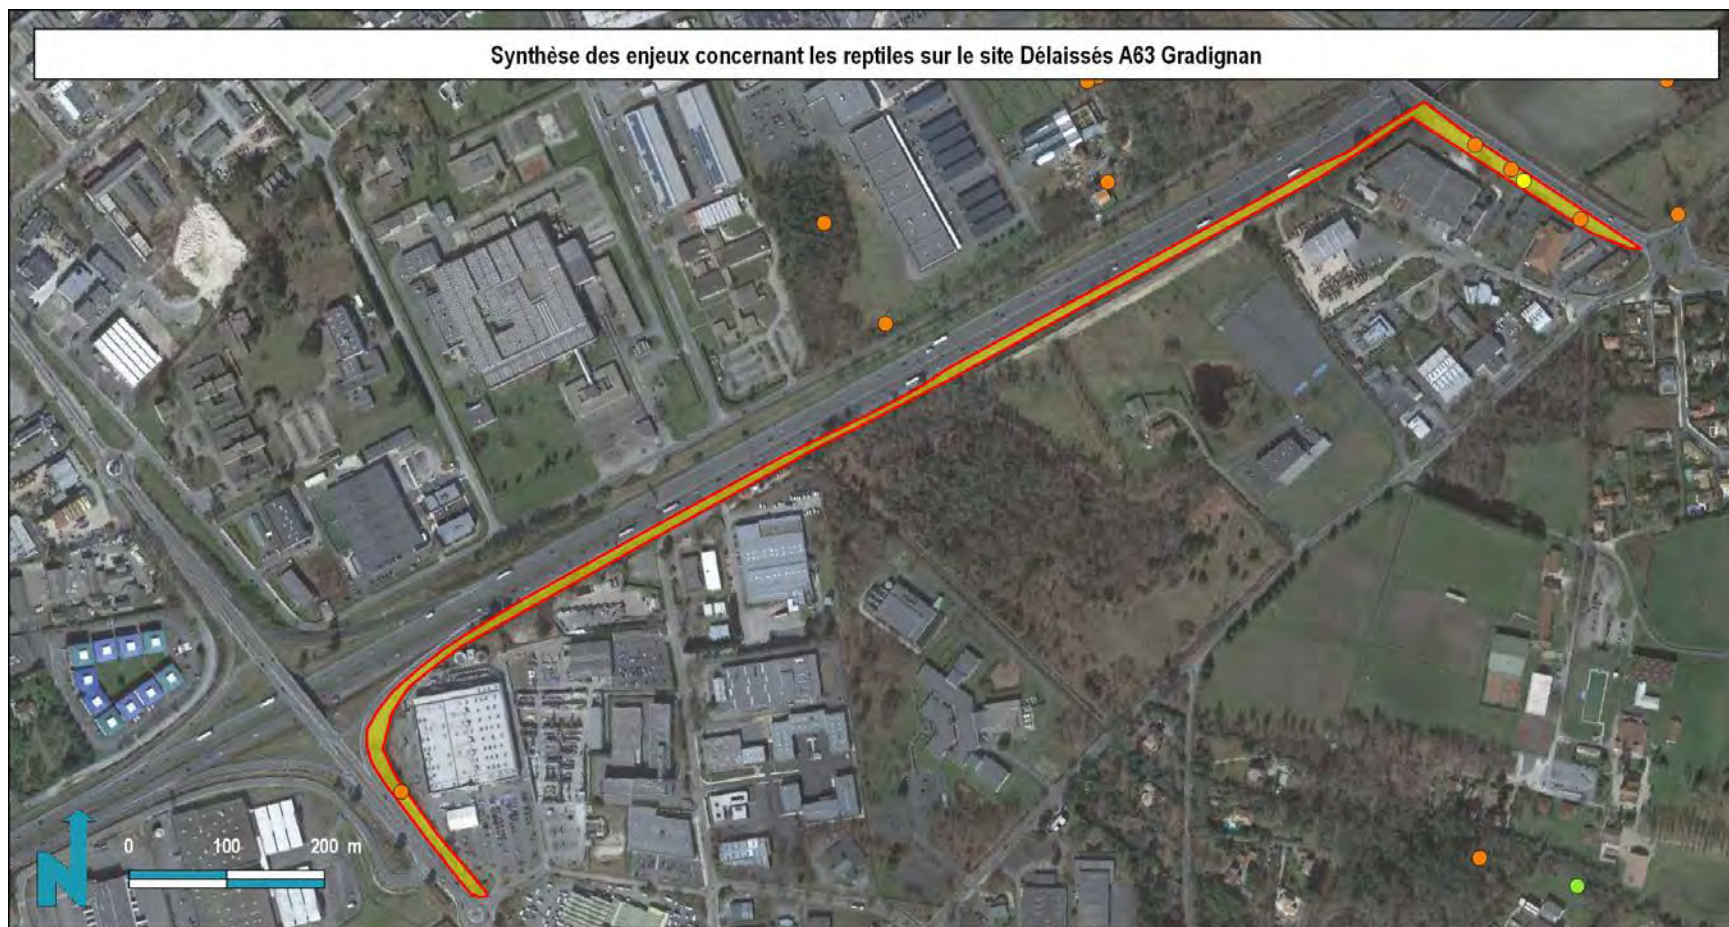 Synthèse des enjeux concernant les reptiles sur le site Délaissés A63 Gradignan
N
0 100 200 m